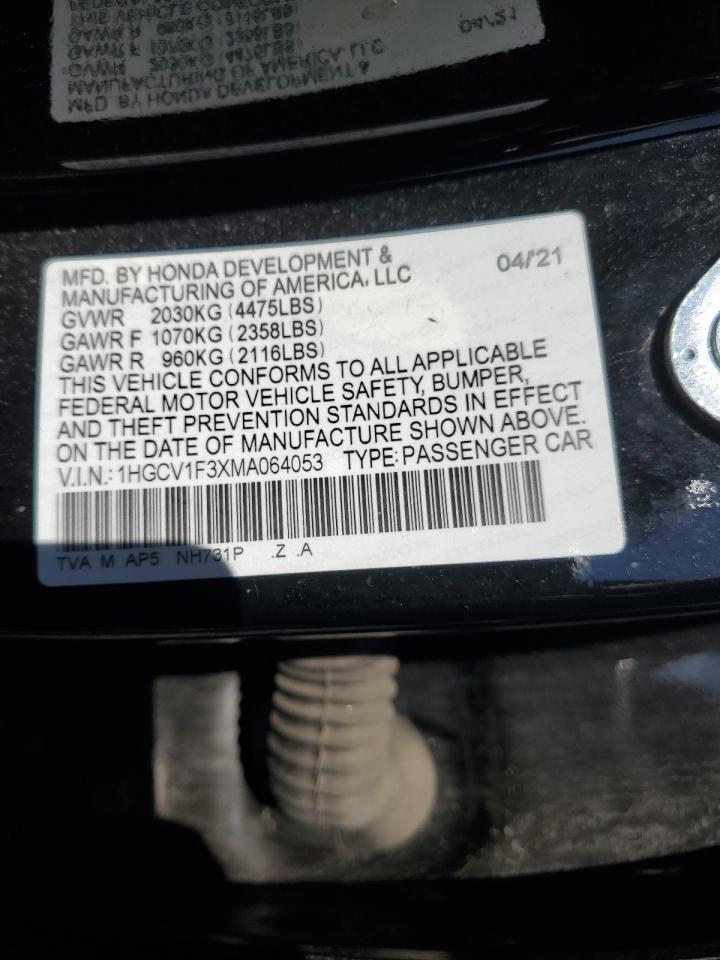 MFD. BY HONDA DEVELOPMENT &
MANUFACTURING OF AMERICA, LLC
04/21
GVWR 2030KG (4475LBS)
GAWR F 1070KG (2358LBS)
GAWR R 960KG (2116LBS)
THIS VEHICLE CONFORMS TO ALL APPLICABLE
FEDERAL MOTOR VEHICLE SAFETY, BUMPER,
AND THEFT PREVENTION STANDARDS IN EFFECT
ON THE DATE OF MANUFACTURE SHOWN ABOVE.
V.I.N.: 1HGCV1F3XMA064053 TYPE: PASSENGER CAR
TVA M AP5 NH731P .Z .A